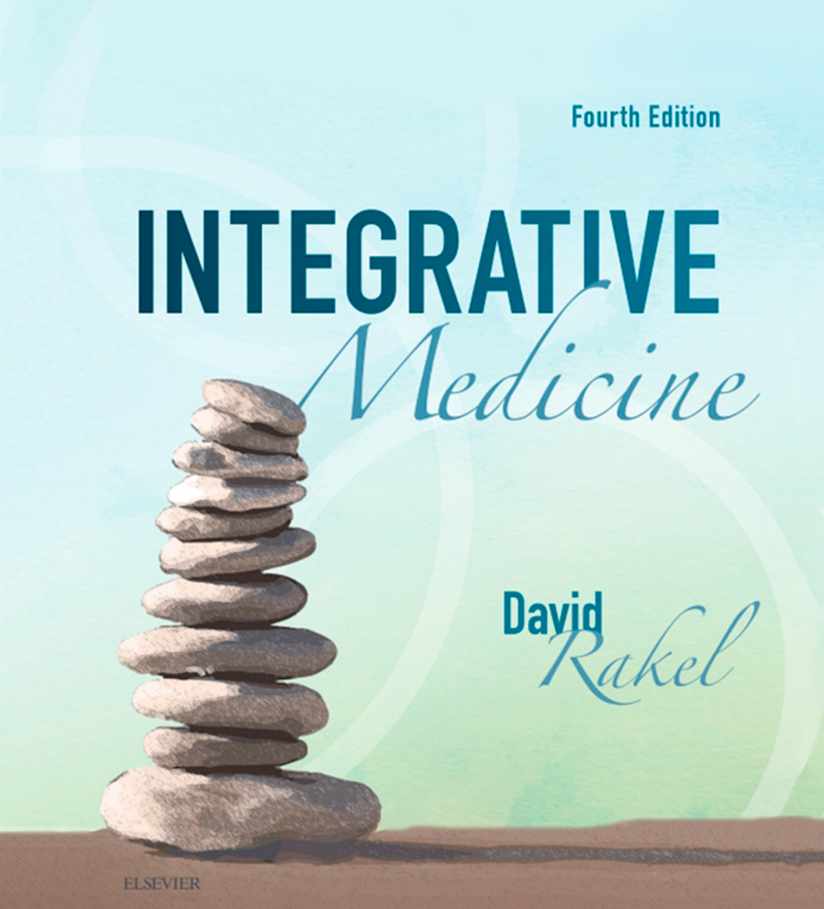 Fourth Edition
INTEGRATIVE
Medicine
David
Rakel
ELSEVIER